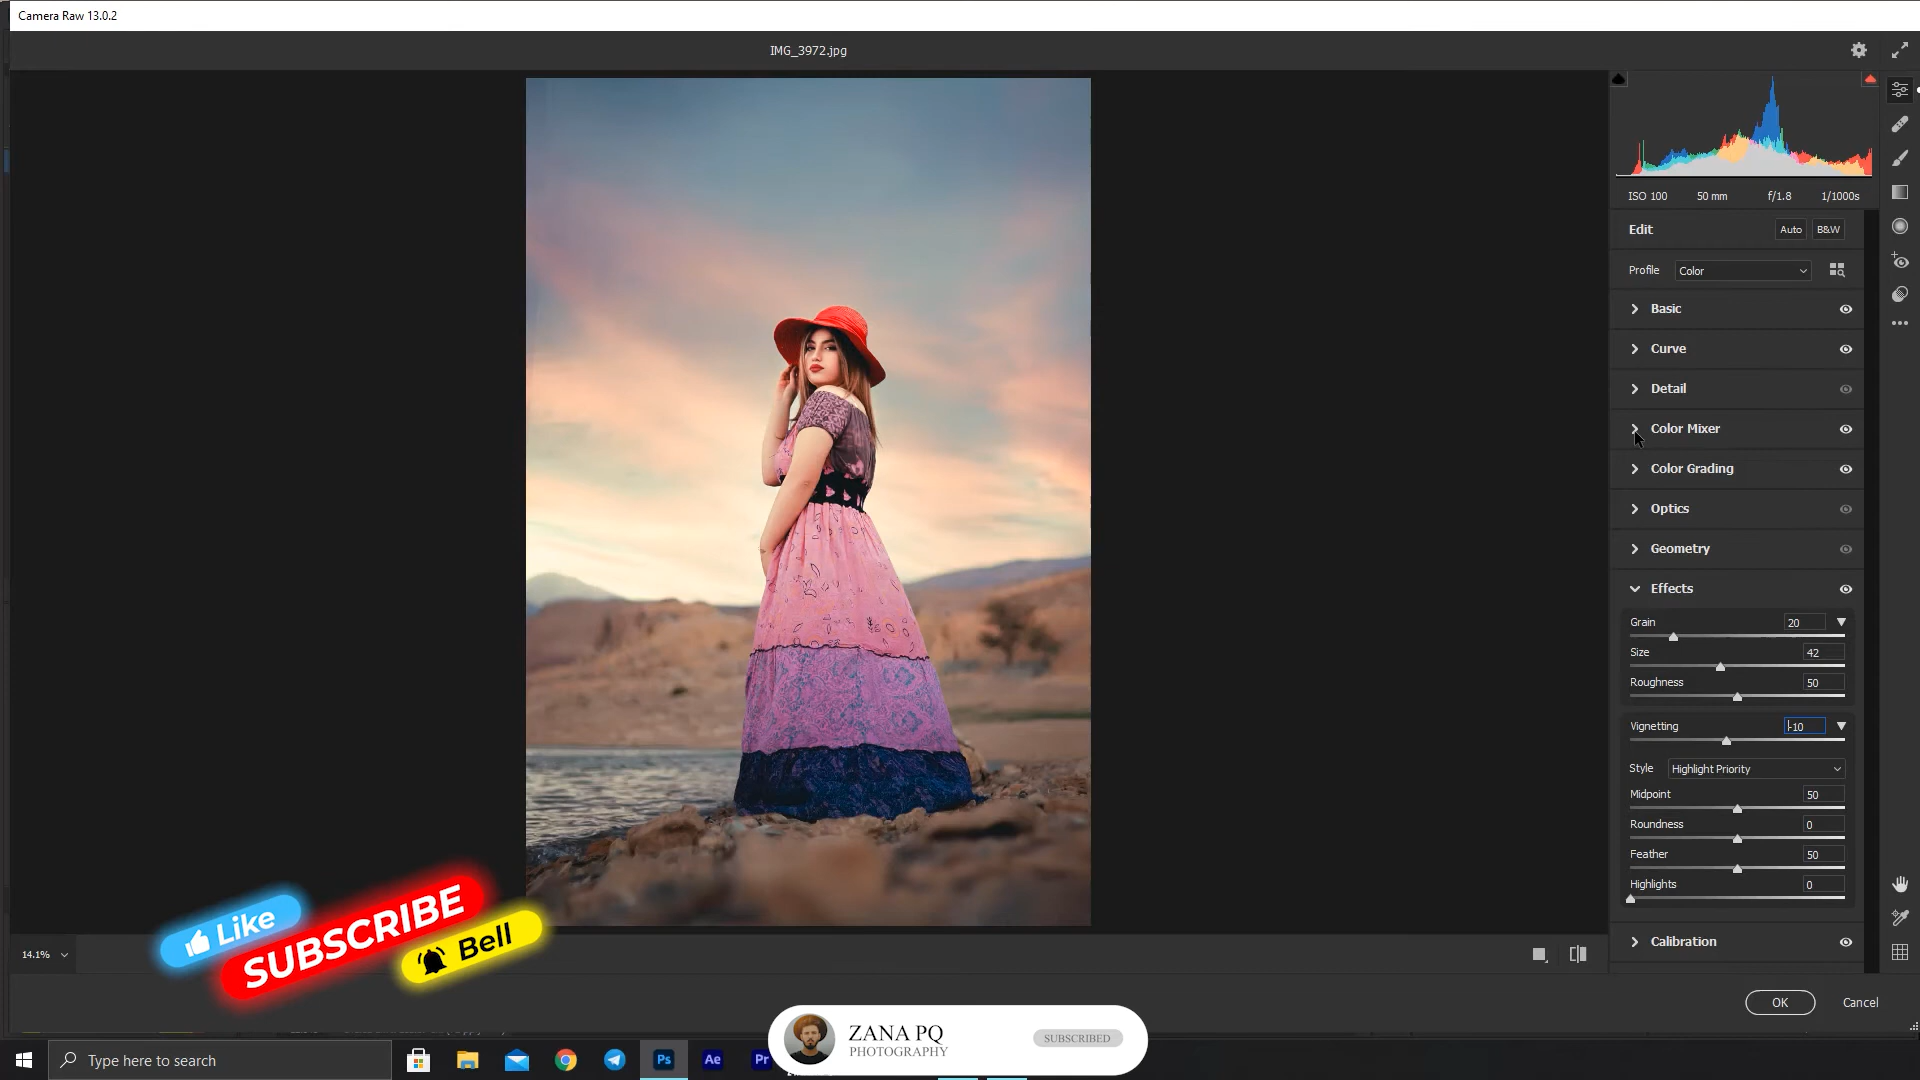 Camera Raw 13.0.2
IMG_3972.jpg
ISO 100 50 mm f/1.8 1/1000s
Edit Auto B&W
Profile Color
Basic
Curve
Detail
Color Mixer
Color Grading
Optics
Geometry
Effects
Grain 20
Size 42
Roughness 50
Vignetting -10
Style Highlight Priority
Midpoint 50
Roundness 0
Feather 50
Highlights 0
Calibration
Like
SUBSCRIBE
Bell
14.1%
OK Cancel
ZANA PQ
PHOTOGRAPHY
SUBSCRIBED
Type here to search
Ps Ae Pr